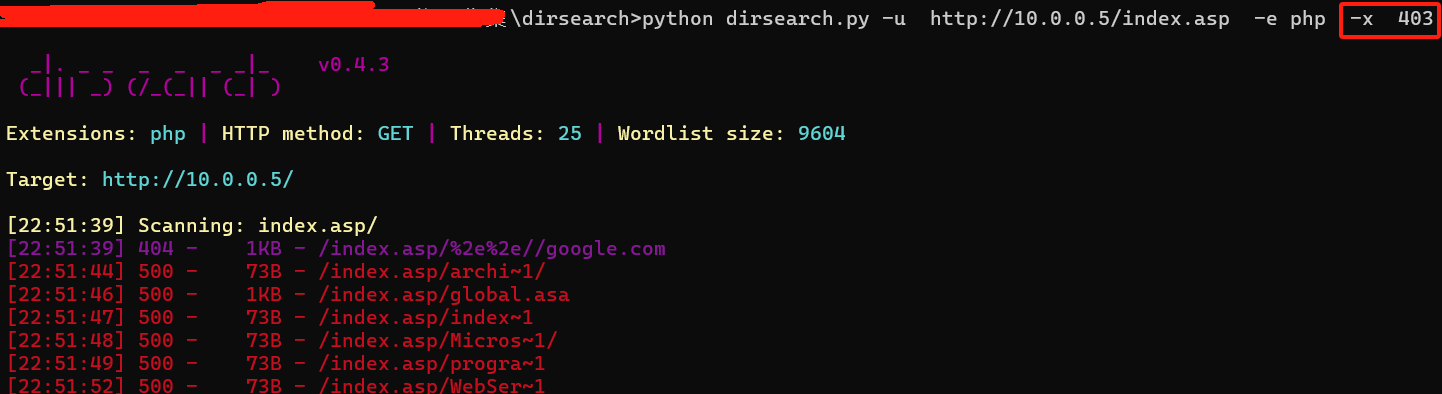 \dirsearch>python dirsearch.py -u  http://10.0.0.5/index.asp  -e php  -x  403
v0.4.3
Extensions: php | HTTP method: GET | Threads: 25 | Wordlist size: 9604
Target: http://10.0.0.5/
[22:51:39] Scanning: index.asp/
[22:51:39] 404 -    1KB - /index.asp/%2e%2e//google.com
[22:51:44] 500 -    73B - /index.asp/archi~1/
[22:51:46] 500 -    1KB - /index.asp/global.asa
[22:51:47] 500 -    73B - /index.asp/index~1
[22:51:48] 500 -    73B - /index.asp/Micros~1/
[22:51:49] 500 -    73B - /index.asp/progra~1
[22:51:52] 500 -    73B - /index.asp/WebSer~1